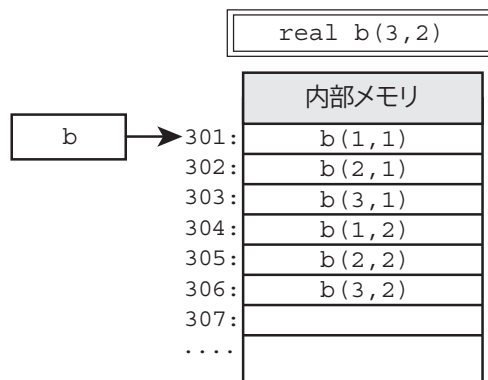 real b(3,2)
内部メモリ
b
301: b(1,1)
302: b(2,1)
303: b(3,1)
304: b(1,2)
305: b(2,2)
306: b(3,2)
307:
....